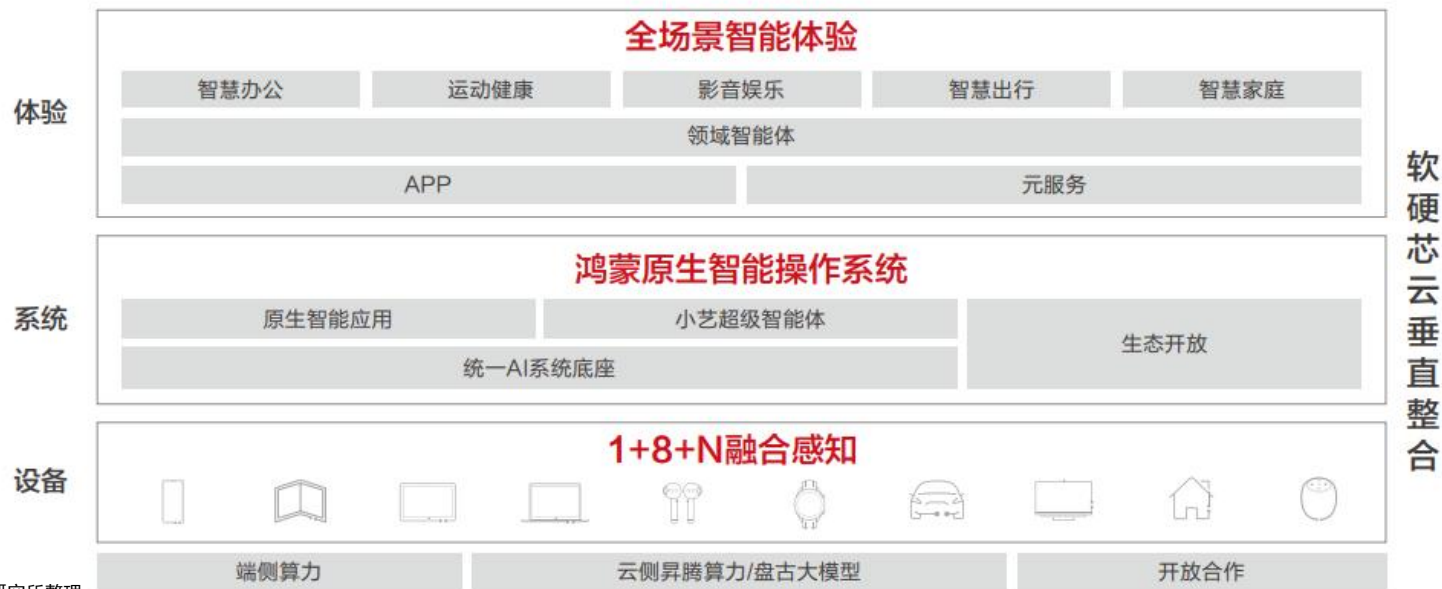 全场景智能体验
体验
智慧办公
运动健康
影音娱乐
智慧出行
智慧家庭
领域智能体
APP
元服务
鸿蒙原生智能操作系统
系统
原生智能应用
小艺超级智能体
生态开放
统一AI系统底座
1+8+N融合感知
设备
端侧算力
云侧昇腾算力/盘古大模型
开放合作
软硬芯云垂直整合